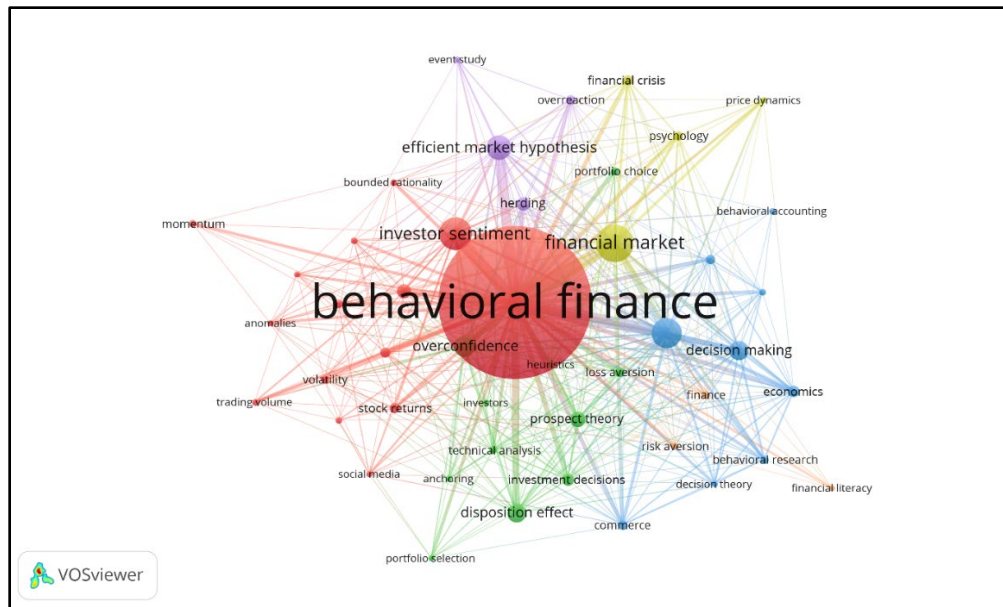 event study
financial crisis
overreaction
price dynamics
psychology
efficient market hypothesis
portfolio choice
bounded rationality
herding
behavioral accounting
momentum
investor sentiment
financial market
behavioral finance
anomalies
overconfidence
decision making
heuristics
loss aversion
volatility
economics
finance
trading volume
investors
stock returns
prospect theory
risk aversion
technical analysis
behavioral research
social media
anchoring
investment decisions
decision theory
financial literacy
disposition effect
commerce
portfolio selection
VOSviewer